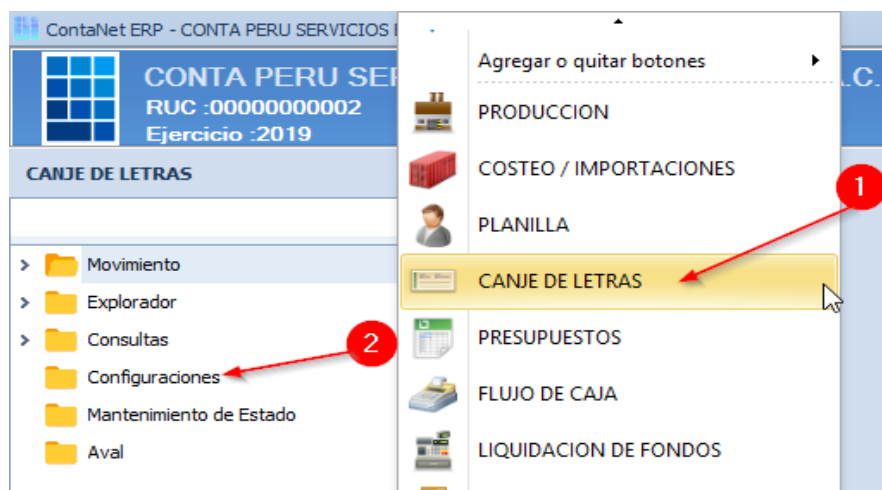 ContaNet ERP - CONTA PERU SERVICIOS
CONTA PERU SER
.C.
RUC :00000000002
Ejercicio :2019
CANJE DE LETRAS
Movimiento
Explorador
Consultas
Configuraciones
Mantenimiento de Estado
Aval
2
Agregar o quitar botones
PRODUCCION
COSTEO / IMPORTACIONES
PLANILLA
CANJE DE LETRAS
PRESUPUESTOS
FLUJO DE CAJA
LIQUIDACION DE FONDOS
1